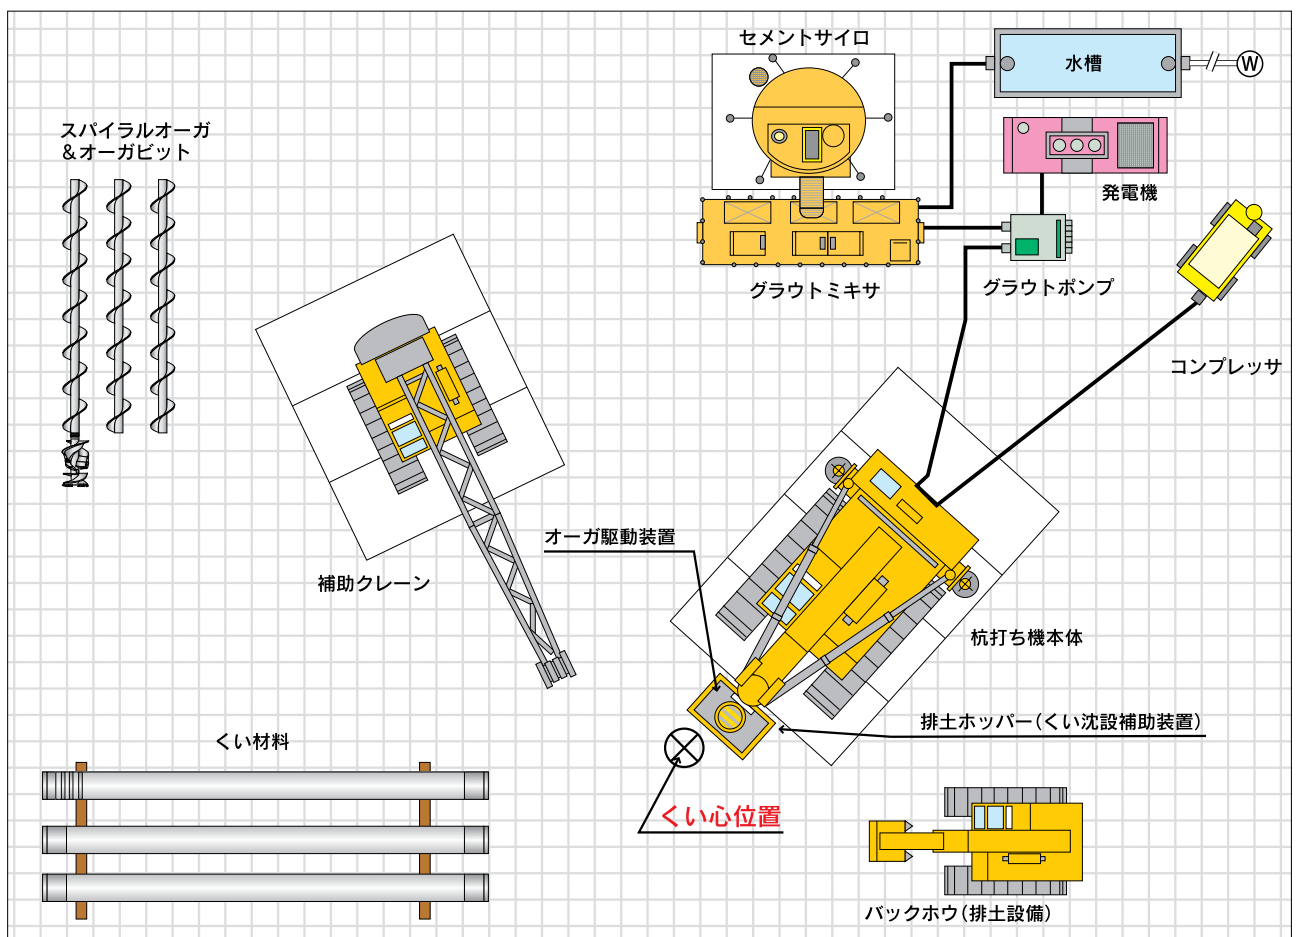 セメントサイロ
水槽
W
スパイラルオーガ
&オーガビット
発電機
グラウトミキサ
グラウトポンプ
コンプレッサ
オーガ駆動装置
補助クレーン
杭打ち機本体
排土ホッパー(くい沈設補助装置)
くい材料
くい心位置
バックホウ(排土設備)